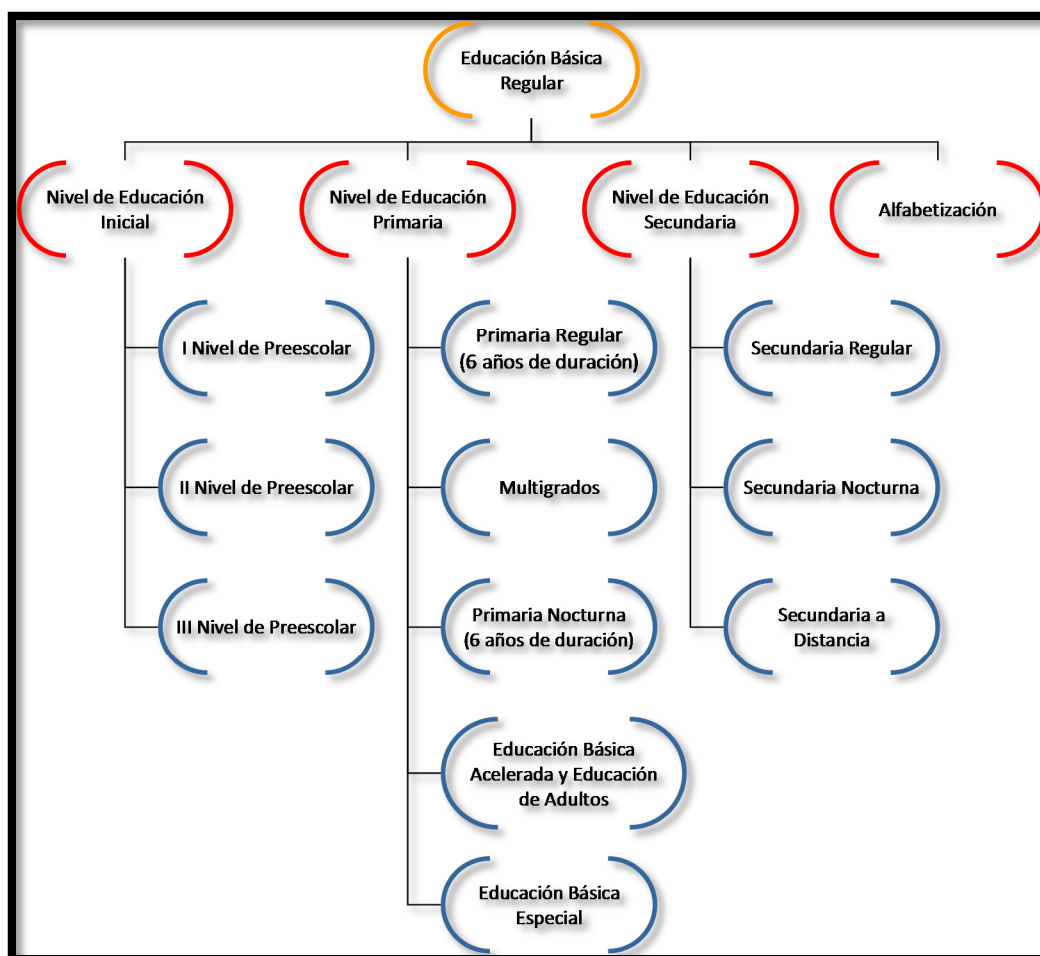 Educación Básica
Regular
Nivel de Educación
Inicial
Nivel de Educación
Primaria
Nivel de Educación
Secundaria
Alfabetización
I Nivel de Preescolar
II Nivel de Preescolar
III Nivel de Preescolar
Primaria Regular
(6 años de duración)
Multigrados
Primaria Nocturna
(6 años de duración)
Educación Básica
Acelerada y Educación
de Adultos
Educación Básica
Especial
Secundaria Regular
Secundaria Nocturna
Secundaria a
Distancia